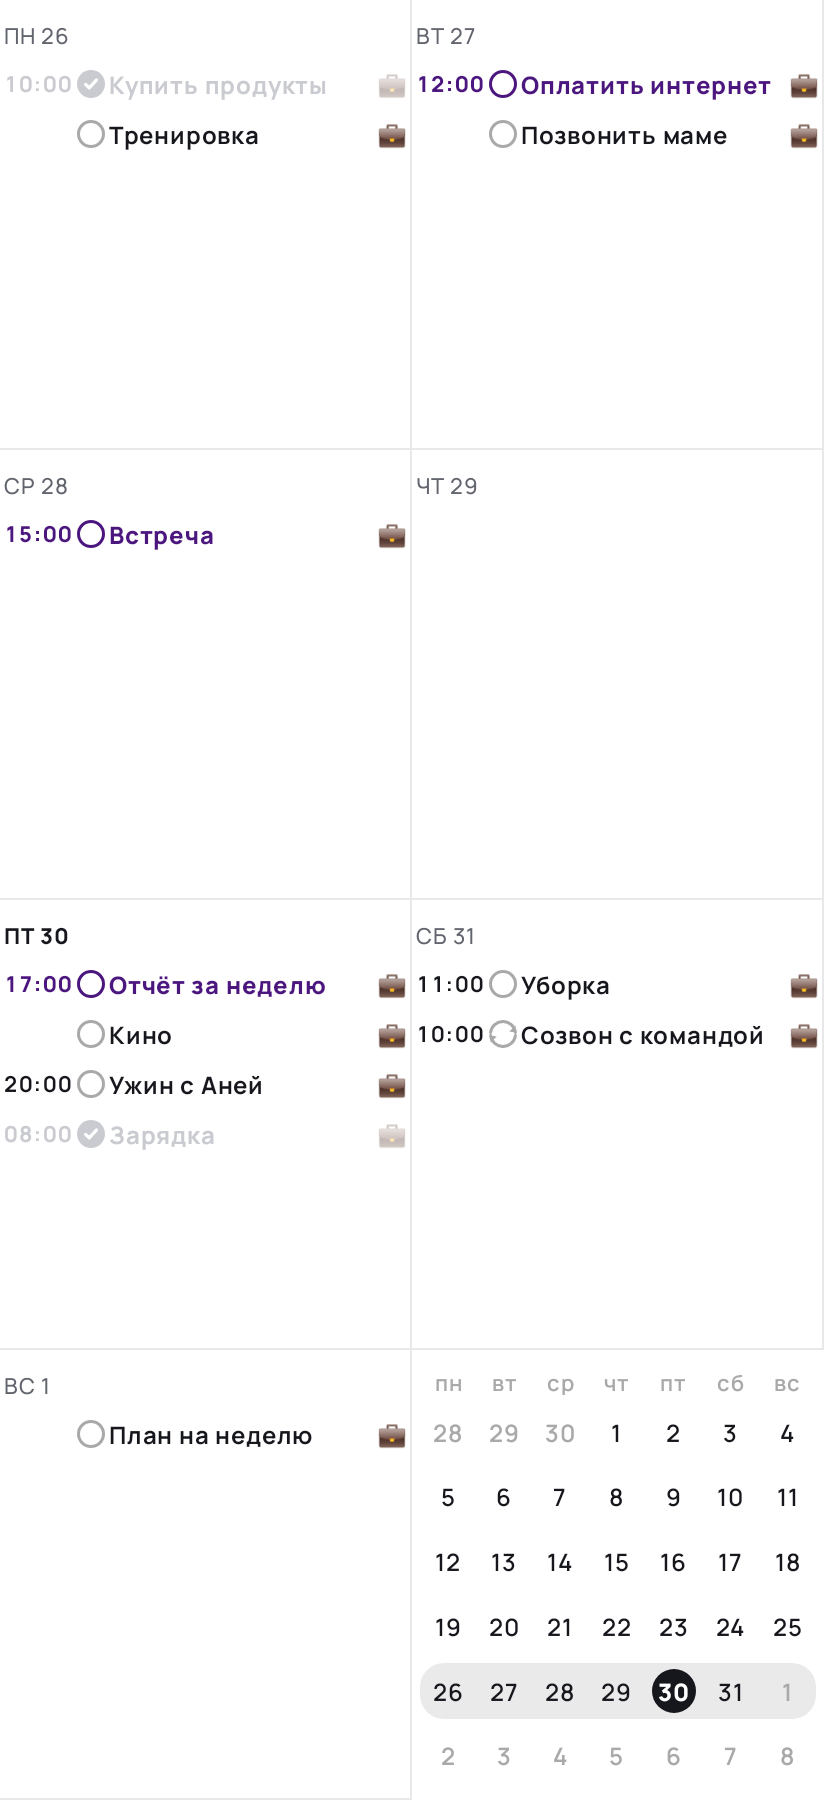 ПН 26
10:00 Купить продукты
Тренировка
ВТ 27
12:00 Оплатить интернет
Позвонить маме
СР 28
15:00 Встреча
ЧТ 29
ПТ 30
17:00 Отчёт за неделю
Кино
20:00 Ужин с Аней
08:00 Зарядка
СБ 31
11:00 Уборка
10:00 Созвон с командой
ВС 1
План на неделю
пн вт ср чт пт сб вс
28 29 30 1 2 3 4
5 6 7 8 9 10 11
12 13 14 15 16 17 18
19 20 21 22 23 24 25
26 27 28 29 30 31 1
2 3 4 5 6 7 8